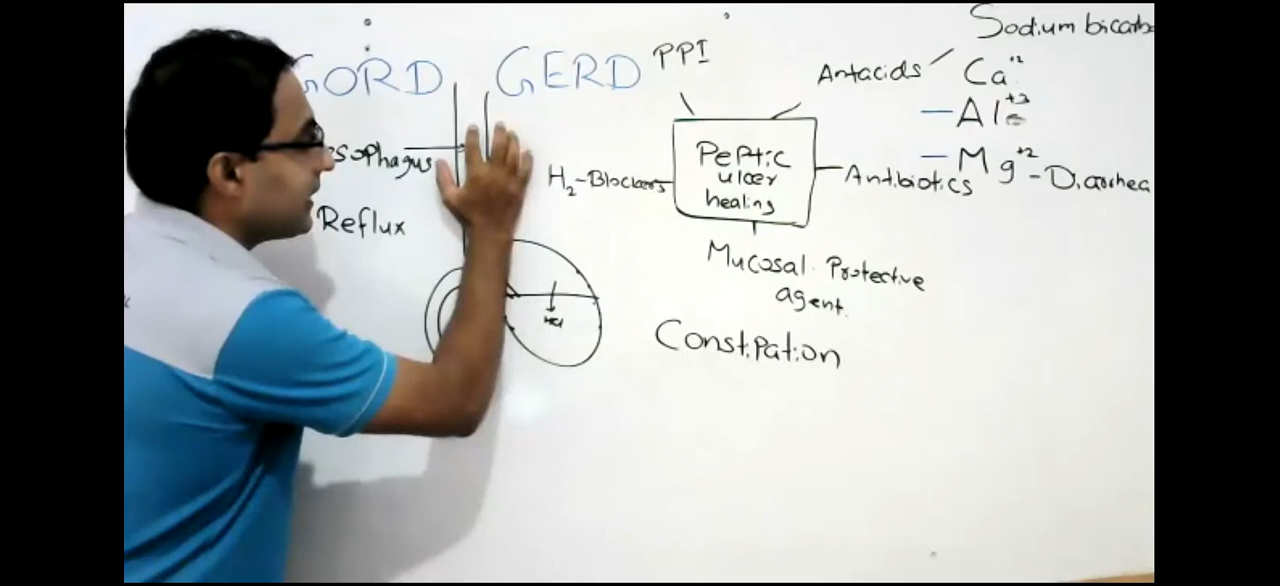 GORD
GERD
esophagus
Reflux
HCl
PPI
H2-Blockers
Peptic
ulcer
healing
Mucosal Protective
agent.
Constipation
Antacids
Sodium bicarb
Ca+2
- Al+3
- Mg+2 - Diarrhea
Antibiotics